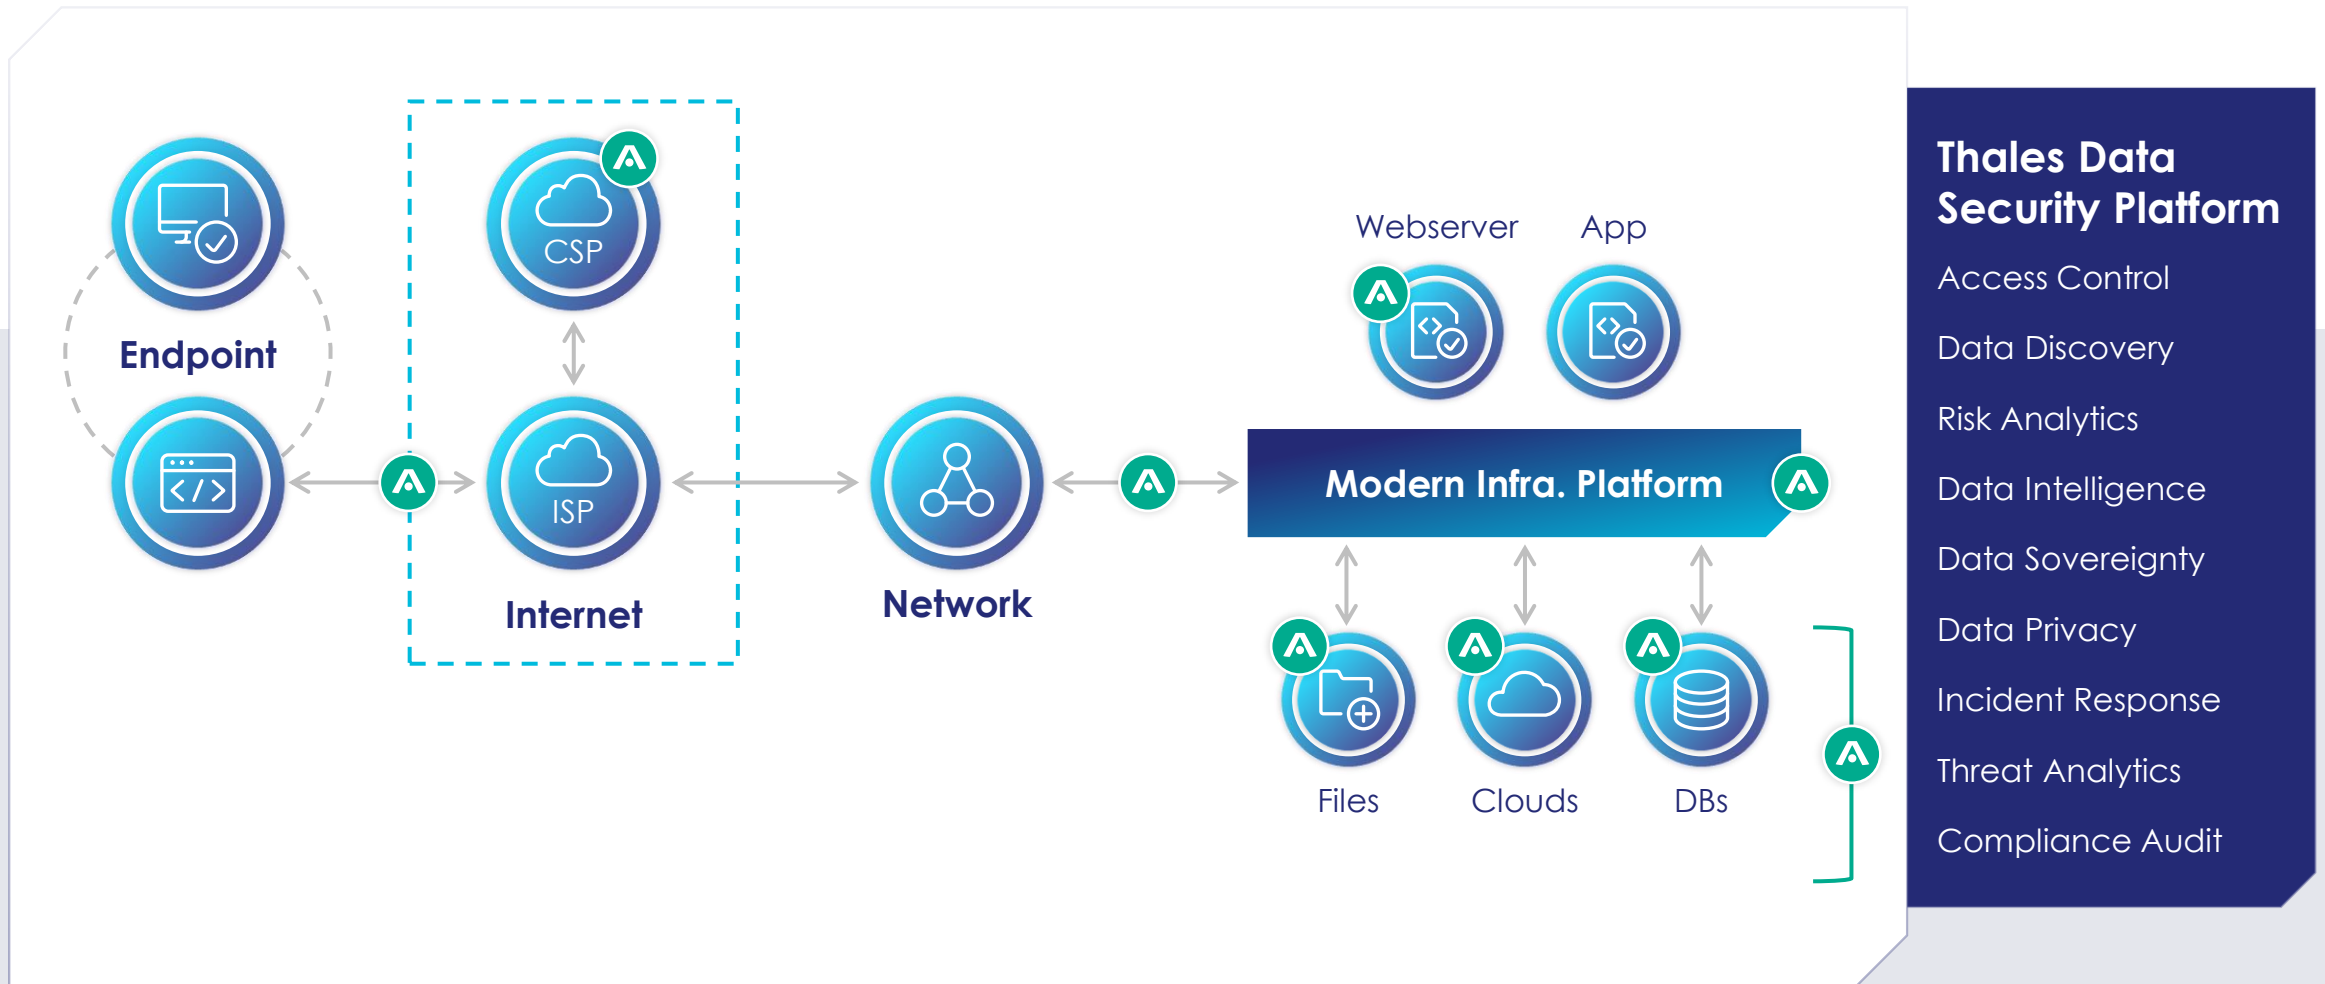 CSP
Endpoint
ISP
Internet
Network
Webserver
App
Modern Infra. Platform
Files
Clouds
DBs
Thales Data
Security Platform
Access Control
Data Discovery
Risk Analytics
Data Intelligence
Data Sovereignty
Data Privacy
Incident Response
Threat Analytics
Compliance Audit